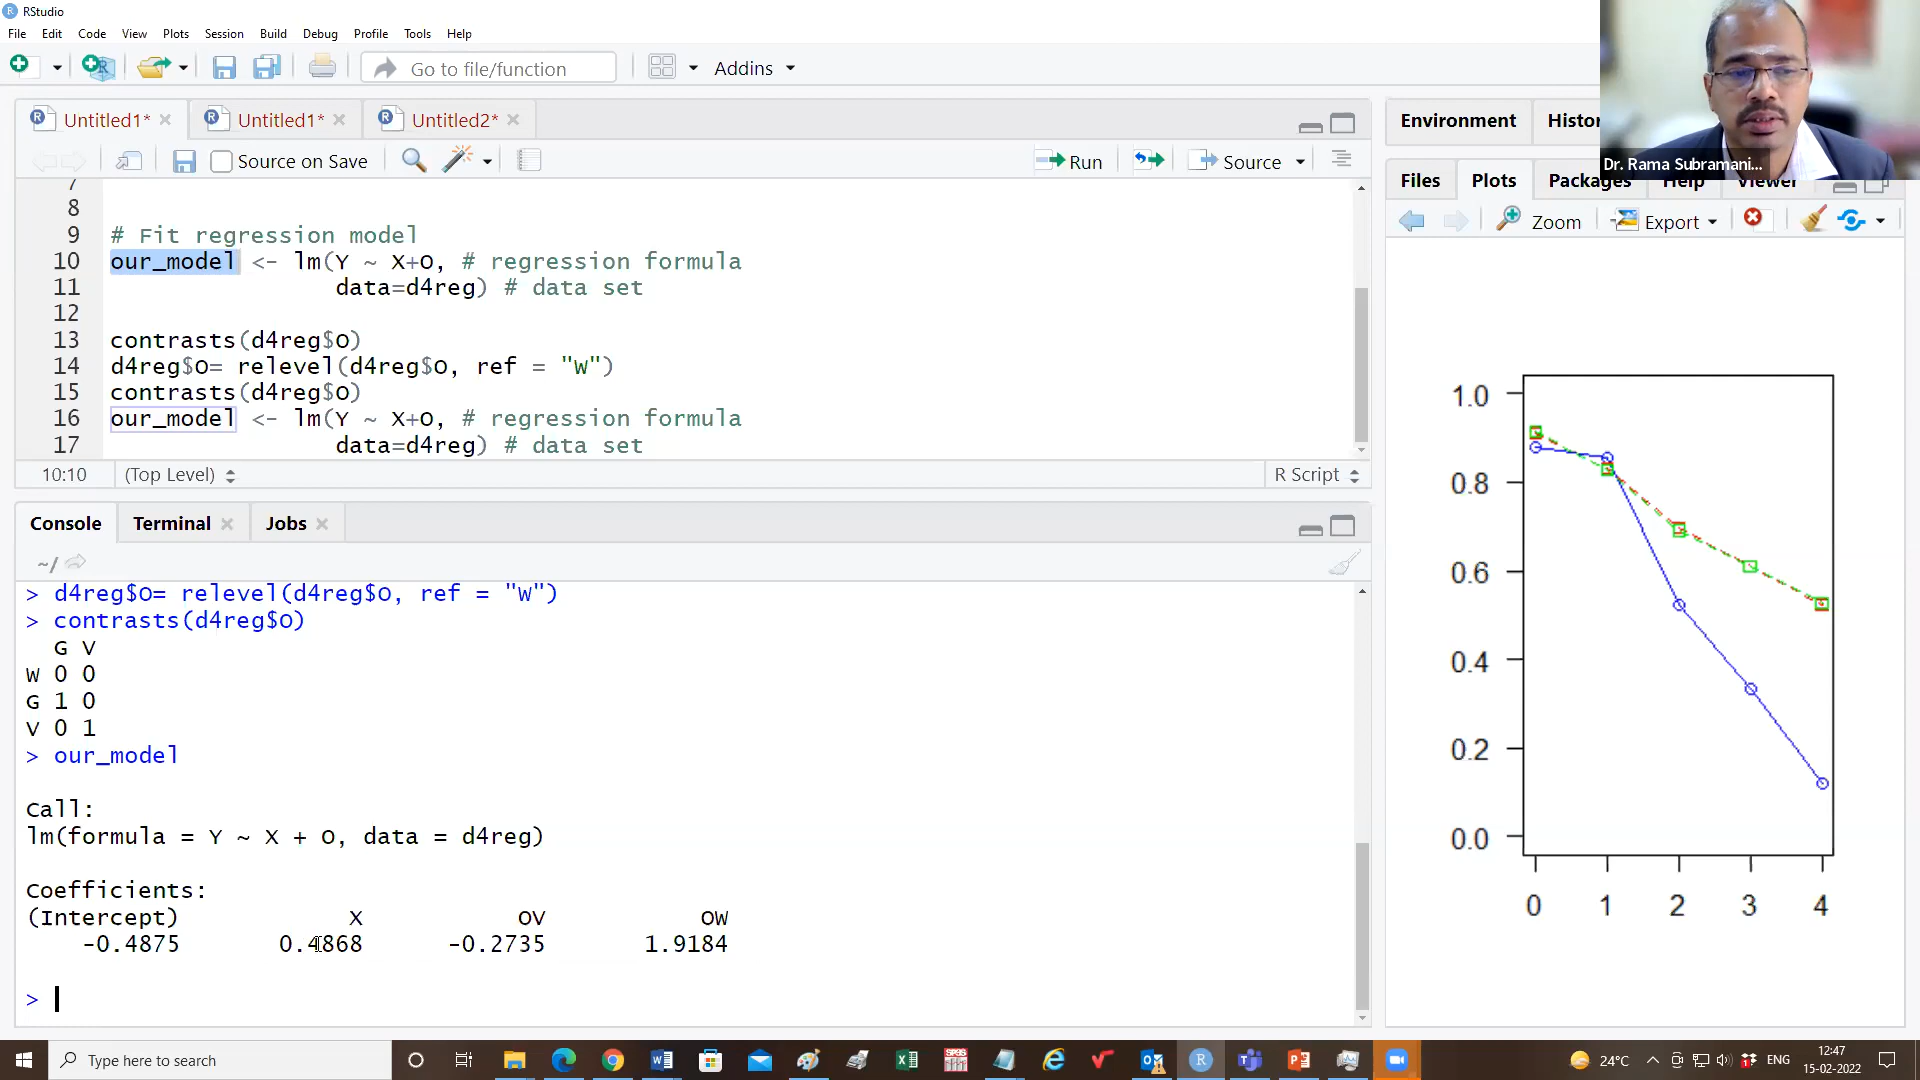 RStudio
File Edit Code View Plots Session Build Debug Profile Tools Help
Go to file/function Addins
Untitled1* Untitled1* Untitled2*
Source on Save Run Source
7
8
9 # Fit regression model
10 our_model <- lm(Y ~ X+O, # regression formula
11 data=d4reg) # data set
12
13 contrasts(d4reg$O)
14 d4reg$O= relevel(d4reg$O, ref = "W")
15 contrasts(d4reg$O)
16 our_model <- lm(Y ~ X+O, # regression formula
17 data=d4reg) # data set
10:10 (Top Level) R Script
Console Terminal Jobs
~/
> d4reg$O= relevel(d4reg$O, ref = "W")
> contrasts(d4reg$O)
G V
W 0 0
G 1 0
V 0 1
> our_model
Call:
lm(formula = Y ~ X + O, data = d4reg)
Coefficients:
(Intercept) X OV OW
-0.4875 0.4868 -0.2735 1.9184
>
Environment
Dr. Rama Subramani...
Files Plots Packages Help Viewer
Zoom Export
1.0
0.8
0.6
0.4
0.2
0.0
0 1 2 3 4
Type here to search
24°C ENG 12:47
15-02-2022